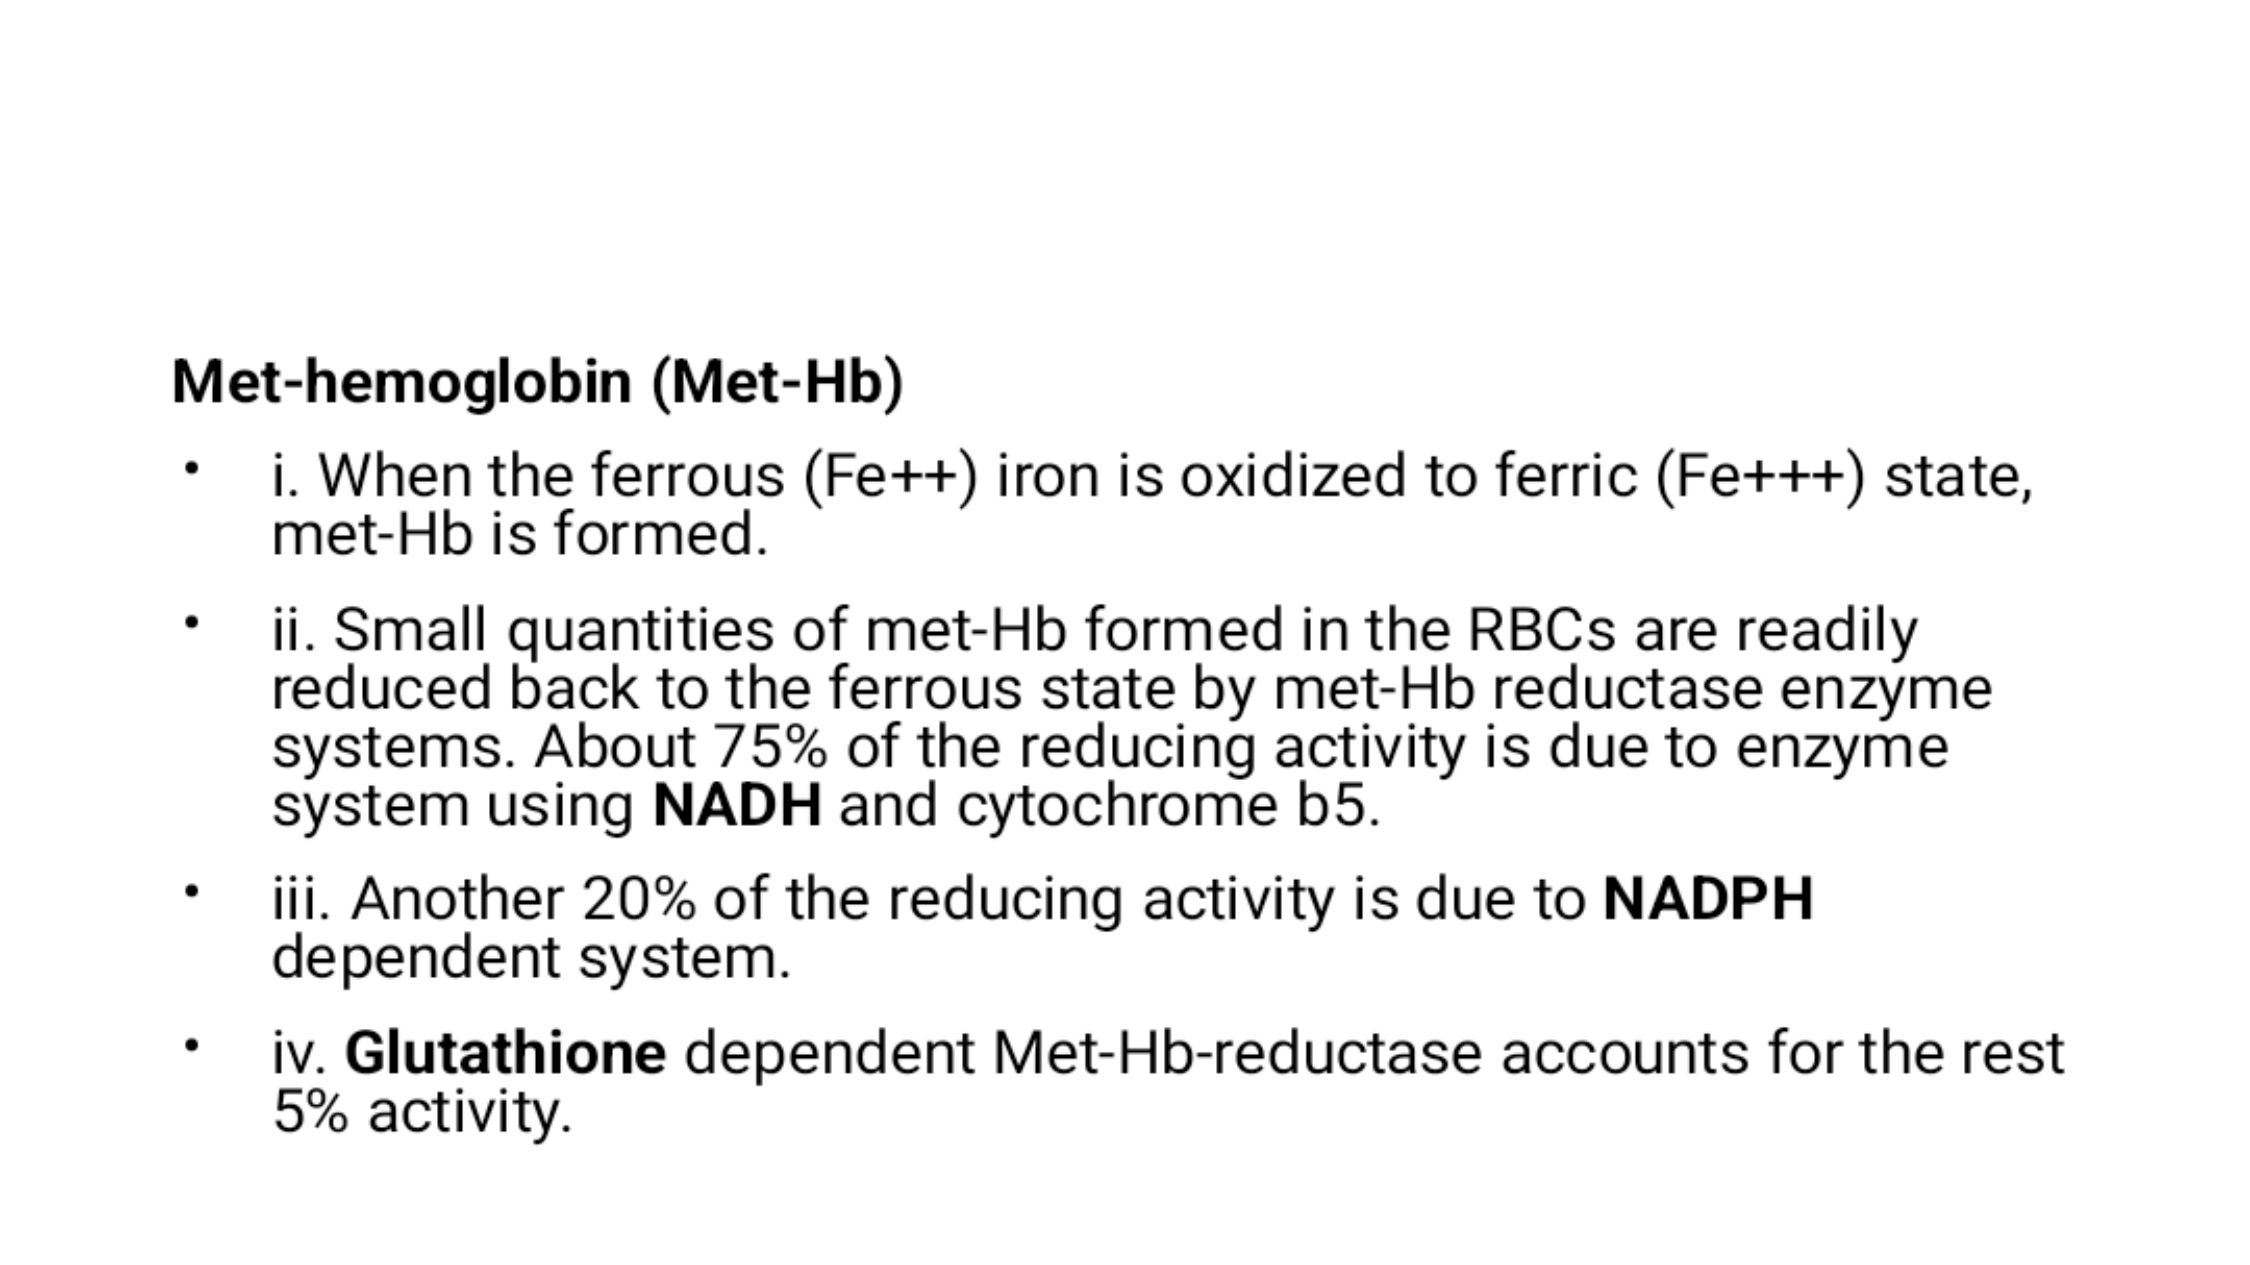 Met-hemoglobin (Met-Hb)
• i. When the ferrous (Fe++) iron is oxidized to ferric (Fe+++) state,
met-Hb is formed.
• ii. Small quantities of met-Hb formed in the RBCs are readily
reduced back to the ferrous state by met-Hb reductase enzyme
systems. About 75% of the reducing activity is due to enzyme
system using NADH and cytochrome b5.
• iii. Another 20% of the reducing activity is due to NADPH
dependent system.
• iv. Glutathione dependent Met-Hb-reductase accounts for the rest
5% activity.